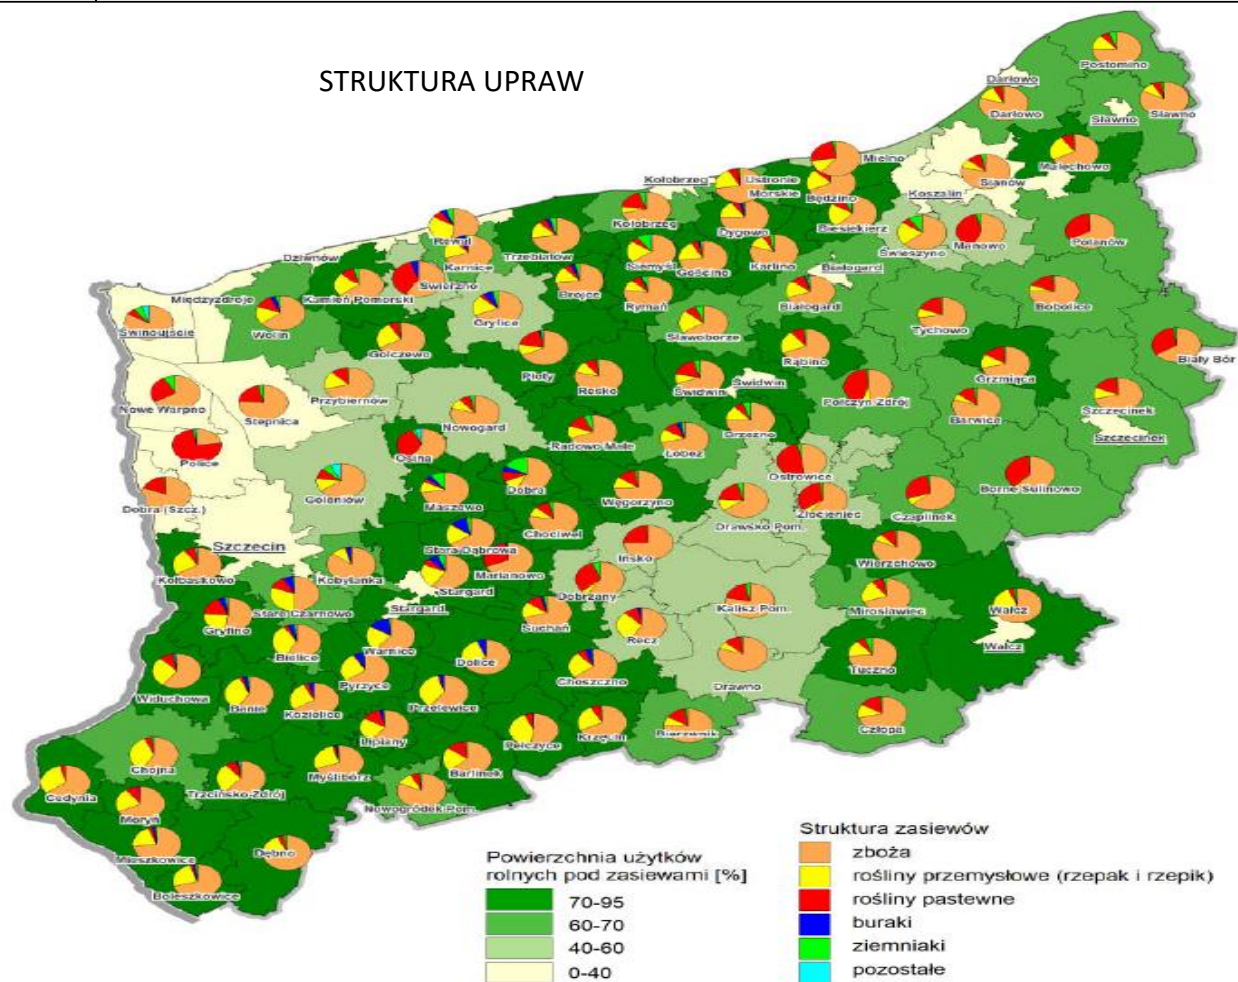 STRUKTURA UPRAW
Postomino
Darłowo
Darłowo
Sławno
Sławno
Malechowo
Mielno
Sianów
Koszalin
Kołobrzeg
Ustronie
Morskie
Będzino
Kołobrzeg
Dygowo
Biesiekierz
Manowo
Polanów
Świeszyno
Rewal
Trzebiatów
Karnice
Dziwnów
Siemyśl
Gościno
Karlino
Białogard
Kamień Pomorski
Świerzno
Brojce
Rymań
Białogard
Bobolice
Międzyzdroje
Świnoujście
Wolin
Gryfice
Sławoborze
Tychowo
Golczewo
Rąbino
Biały Bór
Płoty
Resko
Świdwin
Świdwin
Grzmiąca
Nowe Warpno
Stepnica
Przybiernów
Połczyn Zdrój
Szczecinek
Nowogard
Brzeżno
Barwice
Szczecinek
Police
Osina
Radowo Małe
Łobez
Ostrowice
Goleniów
Dobra
Dobra (Szcz.)
Maszewo
Węgorzyno
Złocieniec
Czaplinek
Borne Sulinowo
Drawsko Pom.
Chociwel
Szczecin
Stara Dąbrowa
Ińsko
Wierzchowo
Kołbaskowo
Kobylanka
Marianowo
Stargard
Dobrzany
Stare Czarnowo
Stargard
Kalisz Pom.
Mirosławiec
Wałcz
Gryfino
Suchań
Recz
Wałcz
Bielice
Warnice
Dolice
Drawno
Tuczno
Widuchowa
Pyrzyce
Choszczno
Banie
Kozielice
Przelewice
Człopa
Lipiany
Pełczyce
Krzęcin
Bierzwnik
Chojna
Myślibórz
Barlinek
Cedynia
Trzcińsko-Zdrój
Nowogródek Pom.
Moryń
Mieszkowice
Dębno
Boleszkowice
Powierzchnia użytków
rolnych pod zasiewami [%]
70-95
60-70
40-60
0-40
Struktura zasiewów
zboża
rośliny przemysłowe (rzepak i rzepik)
rośliny pastewne
buraki
ziemniaki
pozostałe